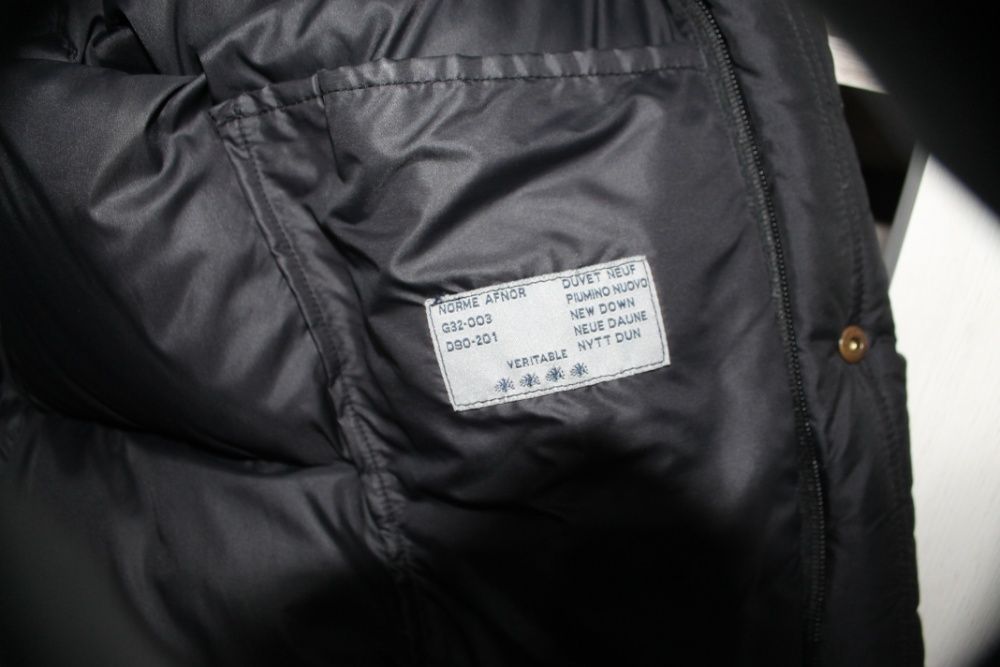 NORME AFNOR
G32-003
D90-201
DUVET NEUF
PIUMINO NUOVO
NEW DOWN
NEUE DAUNE
NYTT DUN
VERITABLE